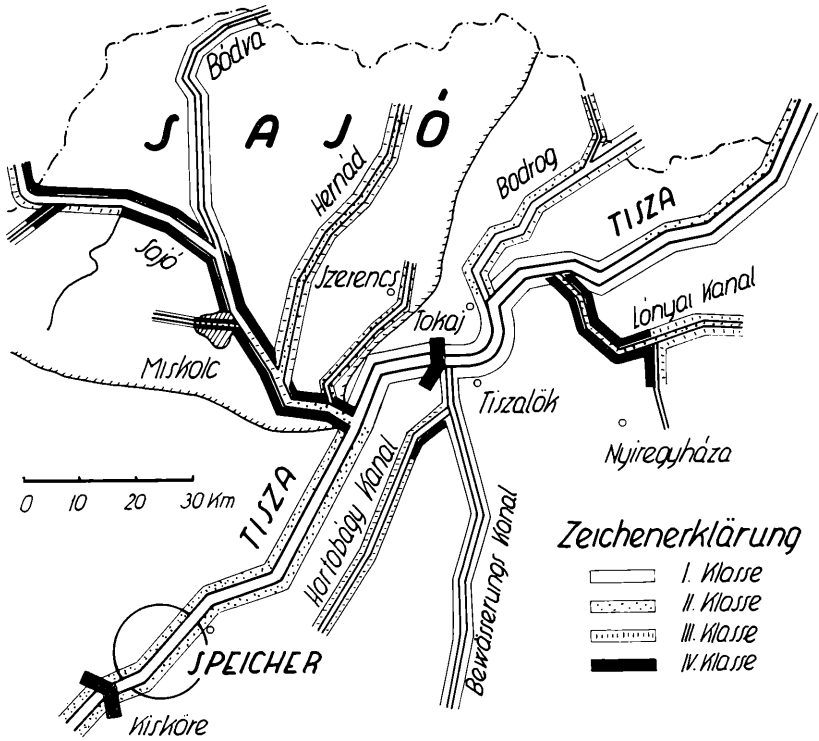 Bódva
SAJÓ
Hernád
Bodrog
TISZA
Sajó
Szerencs
Tokaj
Lónyai Kanal
Miskolc
Tiszalök
Nyiregyháza
TISZA
Hortobágy Kanal
Bewässerungs Kanal
0 10 20 30 Km
Zeichenerklärung
I. Klasse
II. Klasse
III. Klasse
IV. Klasse
SPEICHER
Kisköre